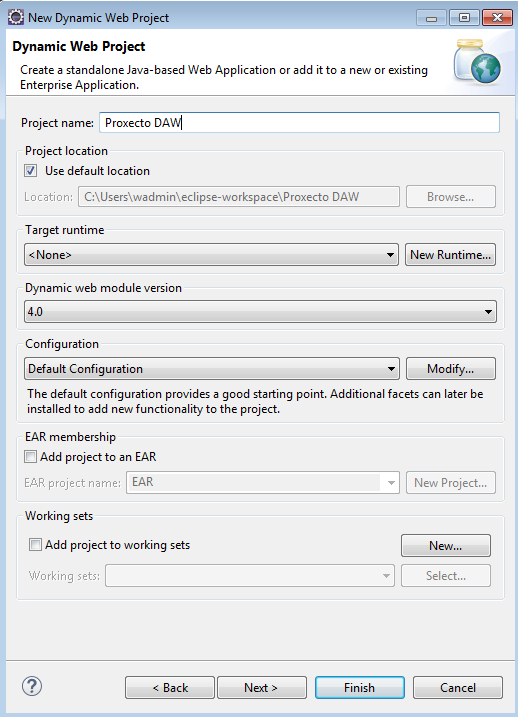 New Dynamic Web Project
Dynamic Web Project
Create a standalone Java-based Web Application or add it to a new or existing
Enterprise Application.
Project name: Proxecto DAW
Project location
Use default location
Location: C:\Users\wadmin\eclipse-workspace\Proxecto DAW Browse...
Target runtime
<None> New Runtime...
Dynamic web module version
4.0
Configuration
Default Configuration Modify...
The default configuration provides a good starting point. Additional facets can later be
installed to add new functionality to the project.
EAR membership
Add project to an EAR
EAR project name: EAR New Project...
Working sets
Add project to working sets New...
Working sets: Select...
? < Back Next > Finish Cancel